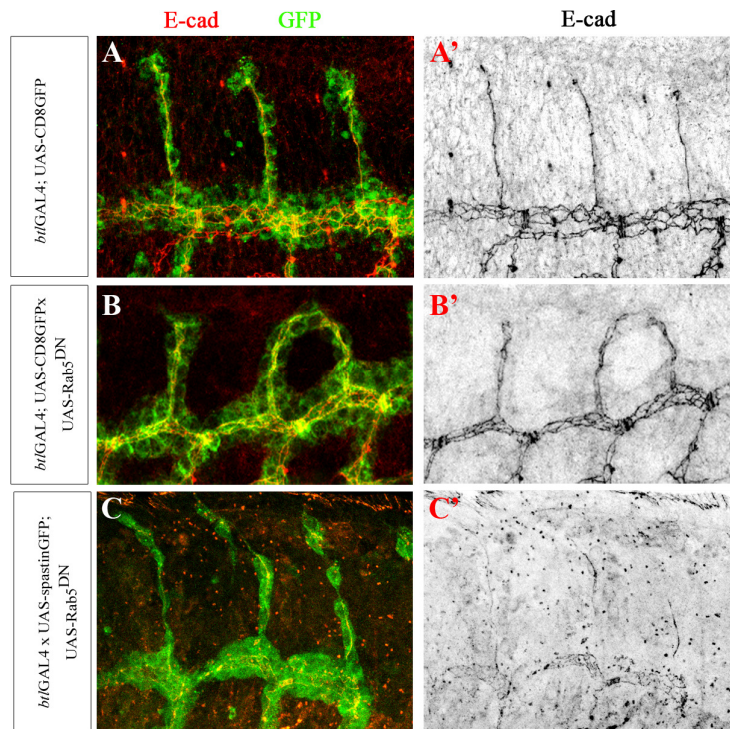 E-cad GFP E-cad
btlGAL4; UAS-CD8GFP
A A’
btlGAL4; UAS-CD8GFPx
UAS-Rab5DN
B B’
btlGAL4 x UAS-spastinGFP;
UAS-Rab5DN
C C’